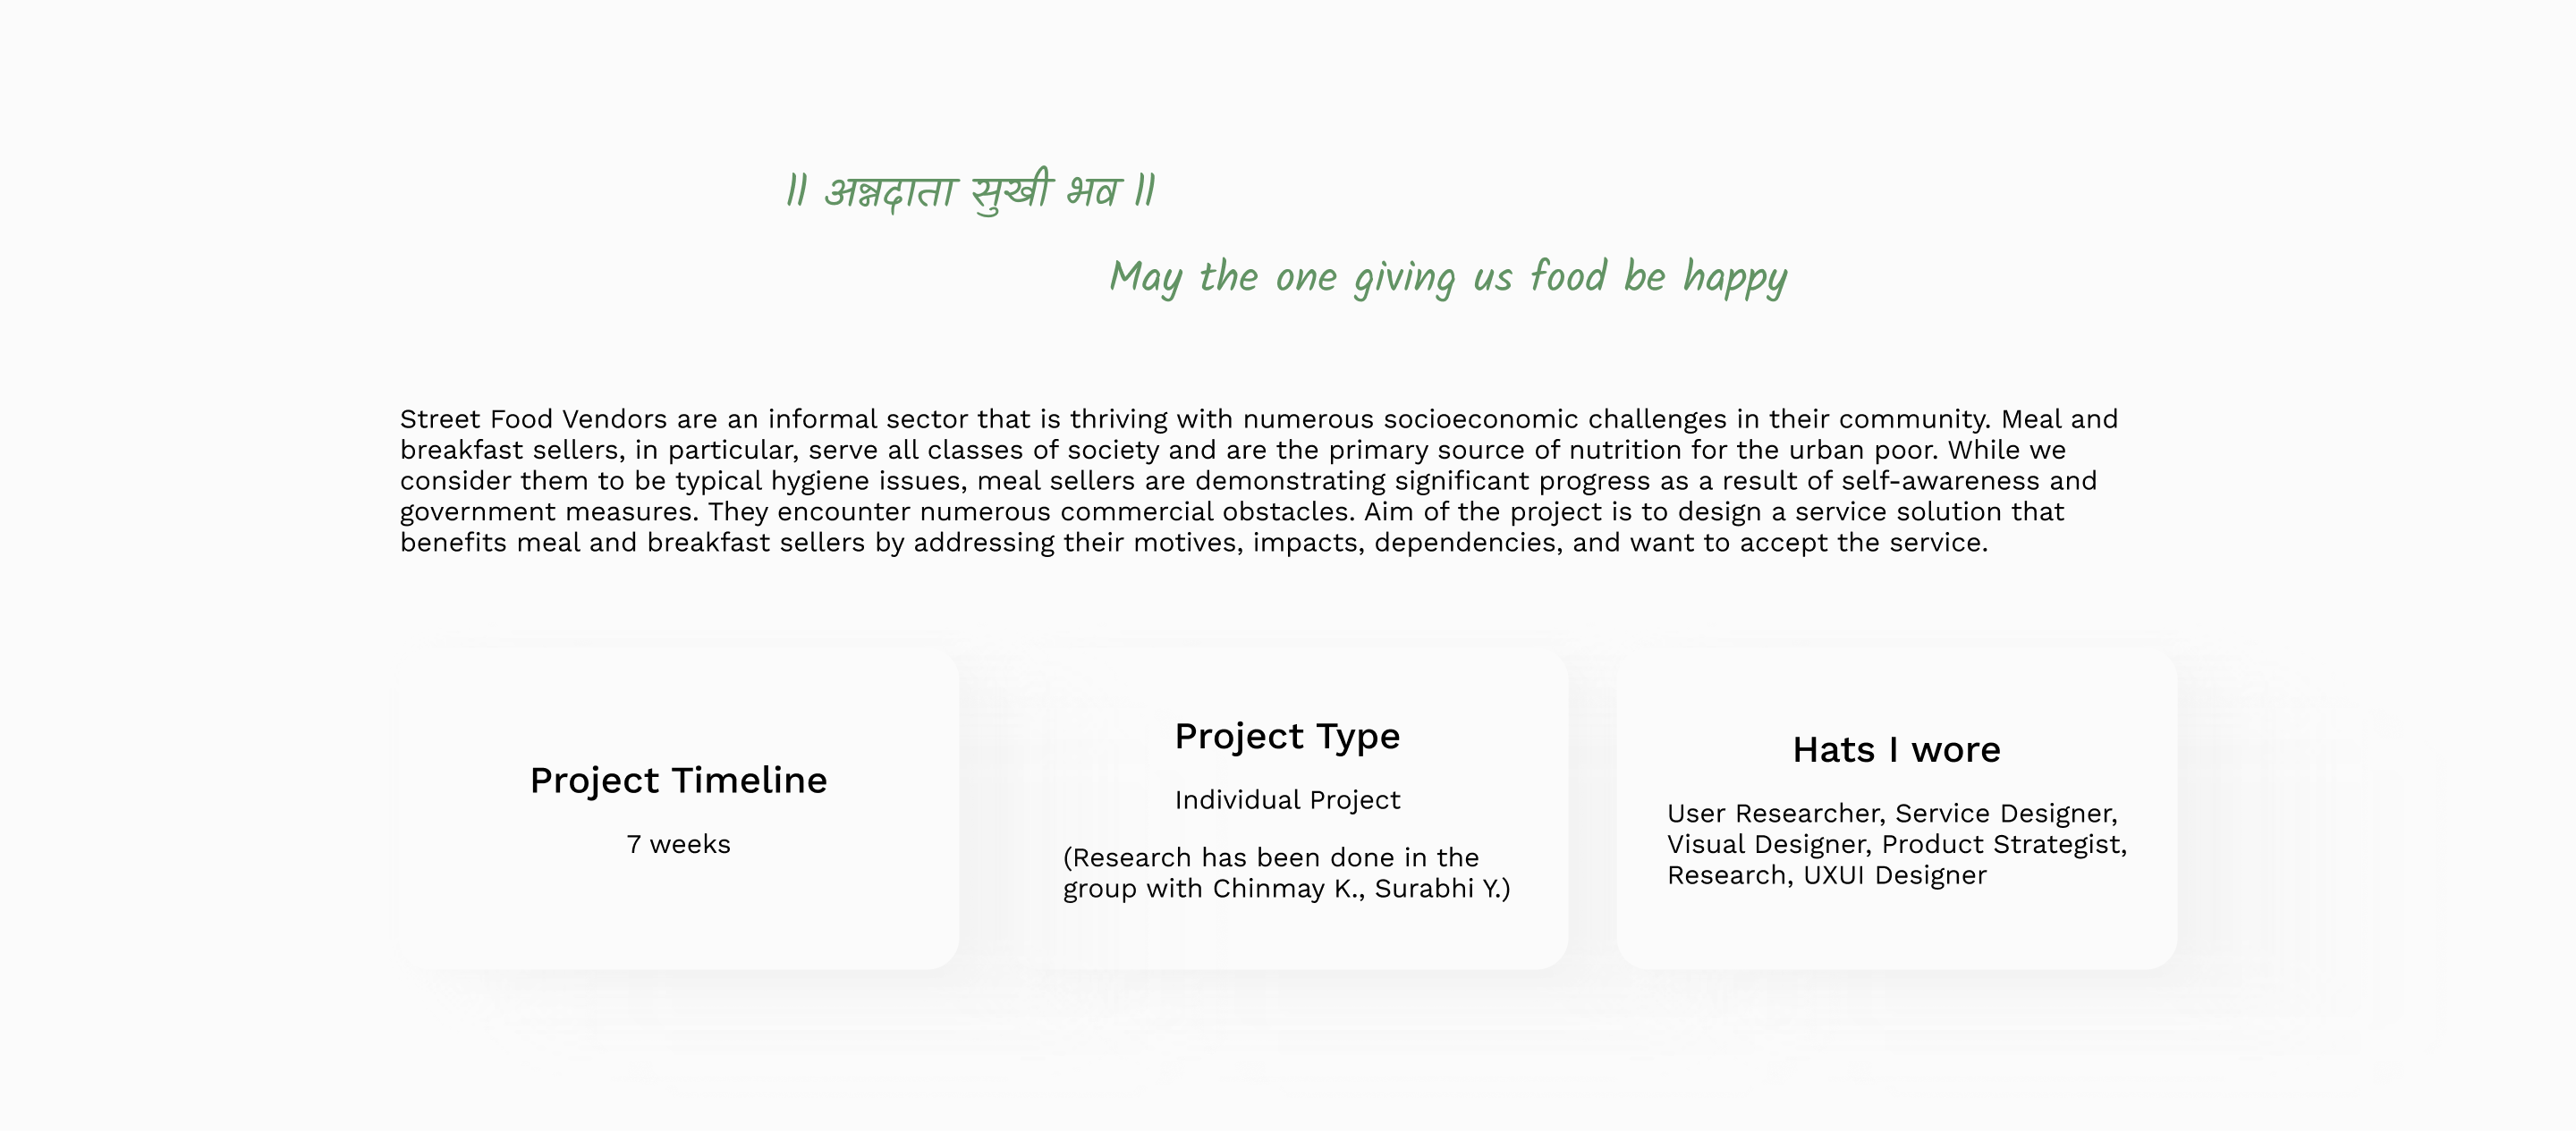 ॥ अन्नदाता सुखी भव ॥
May the one giving us food be happy
Street Food Vendors are an informal sector that is thriving with numerous socioeconomic challenges in their community. Meal and
breakfast sellers, in particular, serve all classes of society and are the primary source of nutrition for the urban poor. While we
consider them to be typical hygiene issues, meal sellers are demonstrating significant progress as a result of self-awareness and
government measures. They encounter numerous commercial obstacles. Aim of the project is to design a service solution that
benefits meal and breakfast sellers by addressing their motives, impacts, dependencies, and want to accept the service.
Project Timeline
7 weeks
Project Type
Individual Project
(Research has been done in the
group with Chinmay K., Surabhi Y.)
Hats I wore
User Researcher, Service Designer,
Visual Designer, Product Strategist,
Research, UXUI Designer